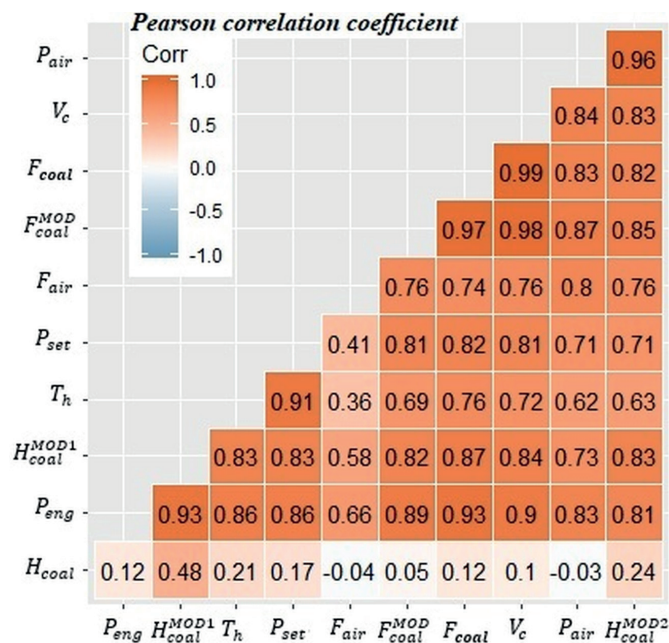 Pearson correlation coefficient
Corr
1.0
0.5
0.0
-0.5
-1.0
P_air 0.96
V_c 0.84 0.83
F_coal 0.99 0.83 0.82
F_coal^MOD 0.97 0.98 0.87 0.85
F_air 0.76 0.74 0.76 0.8 0.76
P_set 0.41 0.81 0.82 0.81 0.71 0.71
T_h 0.91 0.36 0.69 0.76 0.72 0.62 0.63
H_coal^MOD1 0.83 0.83 0.58 0.82 0.87 0.84 0.73 0.83
P_eng 0.93 0.86 0.86 0.66 0.89 0.93 0.9 0.83 0.81
H_coal 0.12 0.48 0.21 0.17 -0.04 0.05 0.12 0.1 -0.03 0.24
P_eng H_coal^MOD1 T_h P_set F_air F_coal^MOD F_coal V_c P_air H_coal^MOD2